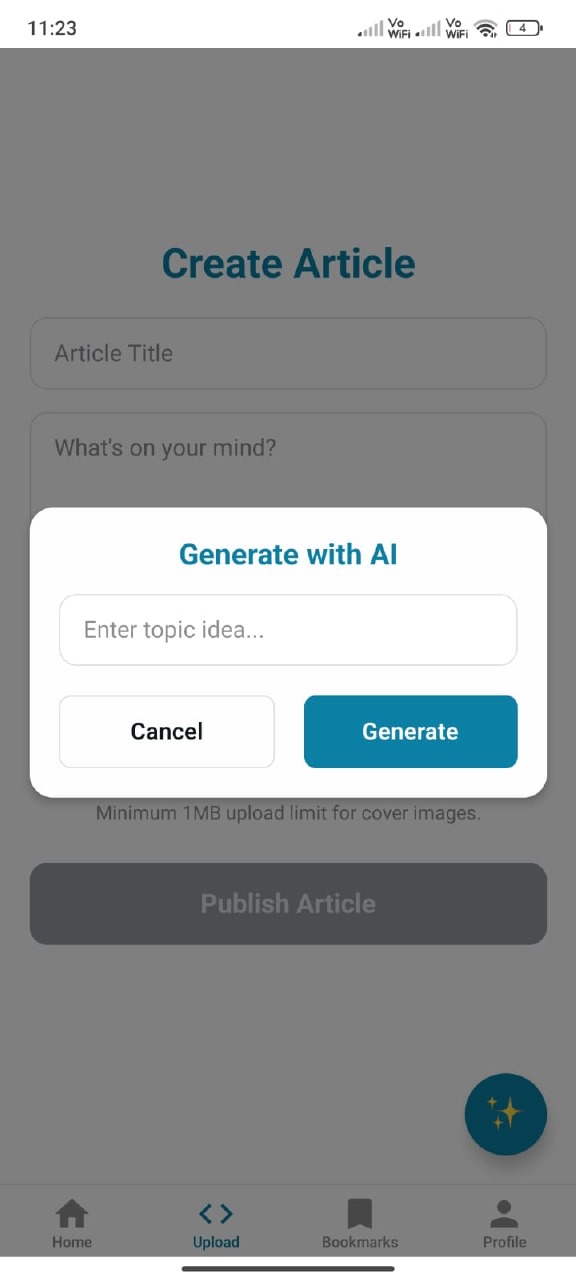 11:23
Vo
WiFi
Vo
WiFi
4
Create Article
Article Title
What's on your mind?
Generate with AI
Enter topic idea...
Cancel
Generate
Minimum 1MB upload limit for cover images.
Publish Article
Home
Upload
Bookmarks
Profile